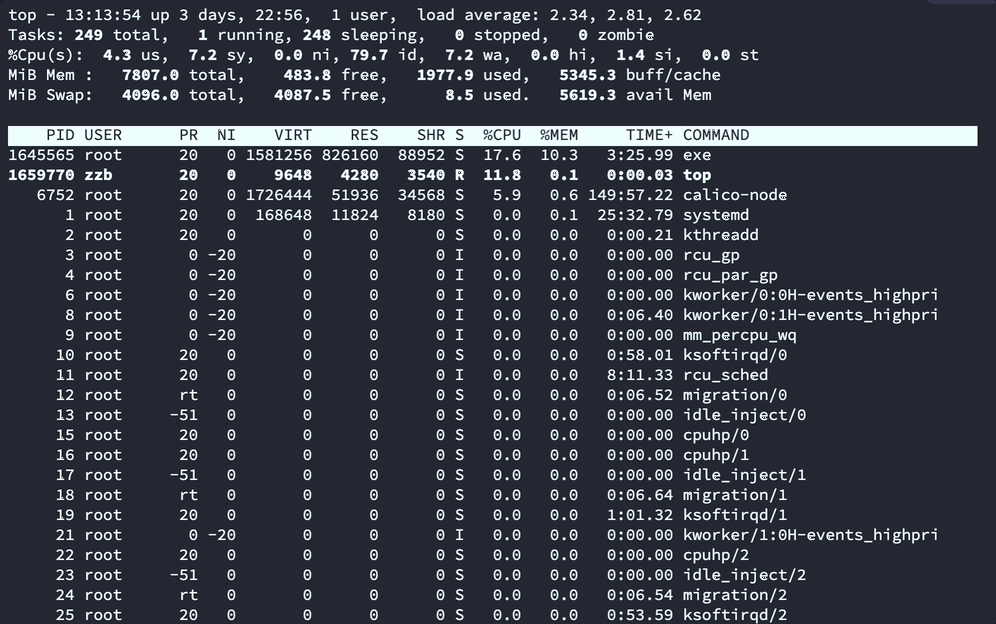 top - 13:13:54 up 3 days, 22:56,  1 user,  load average: 2.34, 2.81, 2.62
Tasks: 249 total,   1 running, 248 sleeping,   0 stopped,   0 zombie
%Cpu(s):  4.3 us,  7.2 sy,  0.0 ni, 79.7 id,  7.2 wa,  0.0 hi,  1.4 si,  0.0 st
MiB Mem :   7807.0 total,    483.8 free,   1977.9 used,   5345.3 buff/cache
MiB Swap:   4096.0 total,   4087.5 free,      8.5 used.   5619.3 avail Mem
    PID USER      PR  NI    VIRT    RES    SHR S  %CPU  %MEM     TIME+ COMMAND
1645565 root      20   0 1581256 826160  88952 S  17.6  10.3   3:25.99 exe
1659770 zzb       20   0    9648   4280   3540 R  11.8   0.1   0:00.03 top
   6752 root      20   0 1726444  51936  34568 S   5.9   0.6 149:57.22 calico-node
      1 root      20   0  168648  11824   8180 S   0.0   0.1  25:32.79 systemd
      2 root      20   0       0      0      0 S   0.0   0.0   0:00.21 kthreadd
      3 root       0 -20       0      0      0 I   0.0   0.0   0:00.00 rcu_gp
      4 root       0 -20       0      0      0 I   0.0   0.0   0:00.00 rcu_par_gp
      6 root       0 -20       0      0      0 I   0.0   0.0   0:00.00 kworker/0:0H-events_highpri
      8 root       0 -20       0      0      0 I   0.0   0.0   0:06.40 kworker/0:1H-events_highpri
      9 root       0 -20       0      0      0 I   0.0   0.0   0:00.00 mm_percpu_wq
     10 root      20   0       0      0      0 S   0.0   0.0   0:58.01 ksoftirqd/0
     11 root      20   0       0      0      0 I   0.0   0.0   8:11.33 rcu_sched
     12 root      rt   0       0      0      0 S   0.0   0.0   0:06.52 migration/0
     13 root     -51   0       0      0      0 S   0.0   0.0   0:00.00 idle_inject/0
     15 root      20   0       0      0      0 S   0.0   0.0   0:00.00 cpuhp/0
     16 root      20   0       0      0      0 S   0.0   0.0   0:00.00 cpuhp/1
     17 root     -51   0       0      0      0 S   0.0   0.0   0:00.00 idle_inject/1
     18 root      rt   0       0      0      0 S   0.0   0.0   0:06.64 migration/1
     19 root      20   0       0      0      0 S   0.0   0.0   1:01.32 ksoftirqd/1
     21 root       0 -20       0      0      0 I   0.0   0.0   0:00.00 kworker/1:0H-events_highpri
     22 root      20   0       0      0      0 S   0.0   0.0   0:00.00 cpuhp/2
     23 root     -51   0       0      0      0 S   0.0   0.0   0:00.00 idle_inject/2
     24 root      rt   0       0      0      0 S   0.0   0.0   0:06.54 migration/2
     25 root      20   0       0      0      0 S   0.0   0.0   0:53.59 ksoftirqd/2